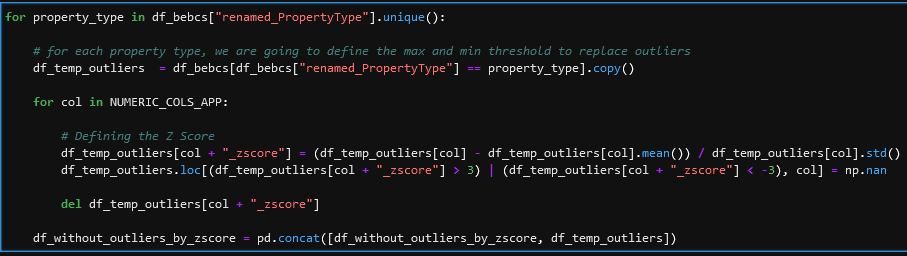 for property_type in df_bebcs["renamed_PropertyType"].unique():
# for each property type, we are going to define the max and min threshold to replace outliers
df_temp_outliers  = df_bebcs[df_bebcs["renamed_PropertyType"] == property_type].copy()
for col in NUMERIC_COLS_APP:
# Defining the Z Score
df_temp_outliers[col + "_zscore"] = (df_temp_outliers[col] - df_temp_outliers[col].mean()) / df_temp_outliers[col].std()
df_temp_outliers.loc[(df_temp_outliers[col + "_zscore"] > 3) | (df_temp_outliers[col + "_zscore"] < -3), col] = np.nan
del df_temp_outliers[col + "_zscore"]
df_without_outliers_by_zscore = pd.concat([df_without_outliers_by_zscore, df_temp_outliers])